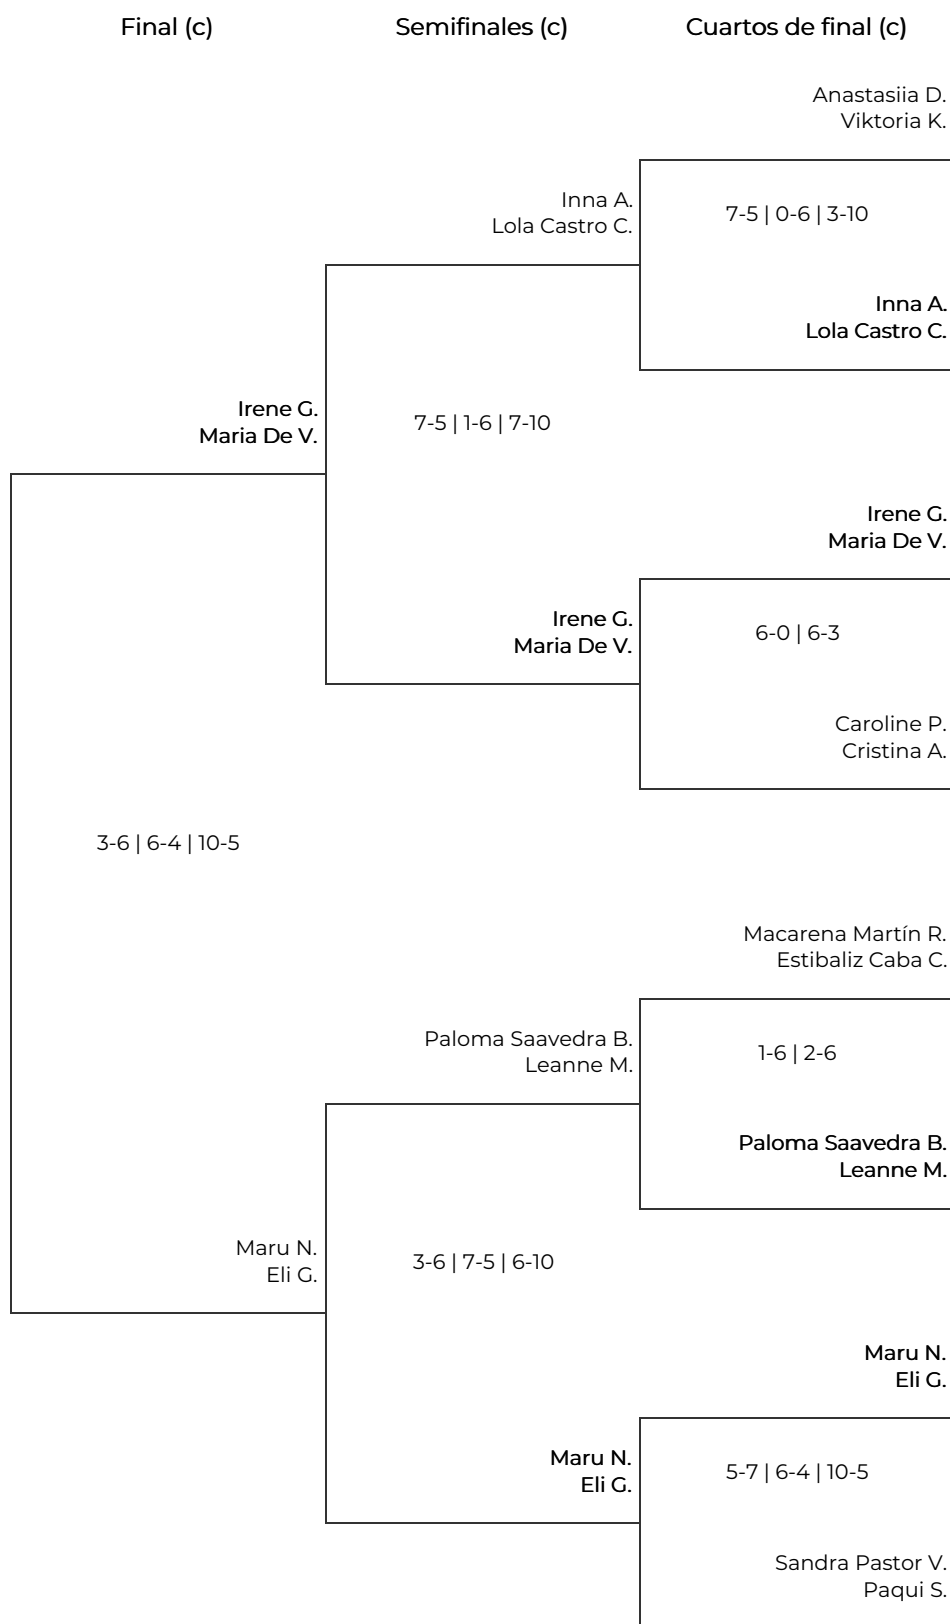 Final (c)
Semifinales (c)
Cuartos de final (c)
Anastasiia D.
Viktoria K.
Inna A.
Lola Castro C.
7-5 | 0-6 | 3-10
Inna A.
Lola Castro C.
Irene G.
Maria De V.
7-5 | 1-6 | 7-10
Irene G.
Maria De V.
Irene G.
Maria De V.
6-0 | 6-3
Caroline P.
Cristina A.
3-6 | 6-4 | 10-5
Macarena Martín R.
Estibaliz Caba C.
Paloma Saavedra B.
Leanne M.
1-6 | 2-6
Paloma Saavedra B.
Leanne M.
Maru N.
Eli G.
3-6 | 7-5 | 6-10
Maru N.
Eli G.
Maru N.
Eli G.
5-7 | 6-4 | 10-5
Sandra Pastor V.
Paqui S.